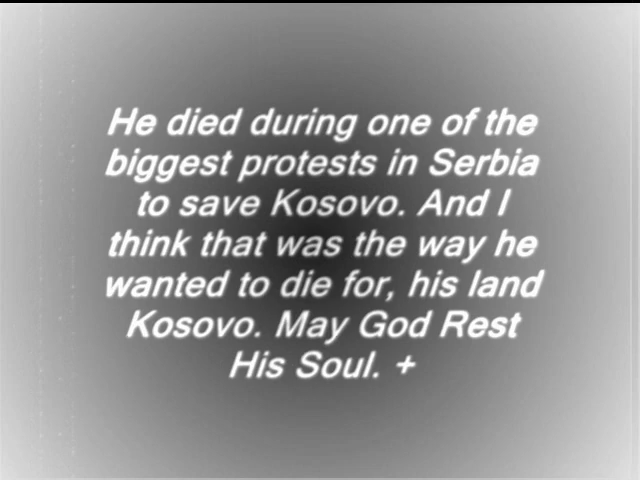 He died during one of the
biggest protests in Serbia
to save Kosovo. And I
think that was the way he
wanted to die for, his land
Kosovo. May God Rest
His Soul. +